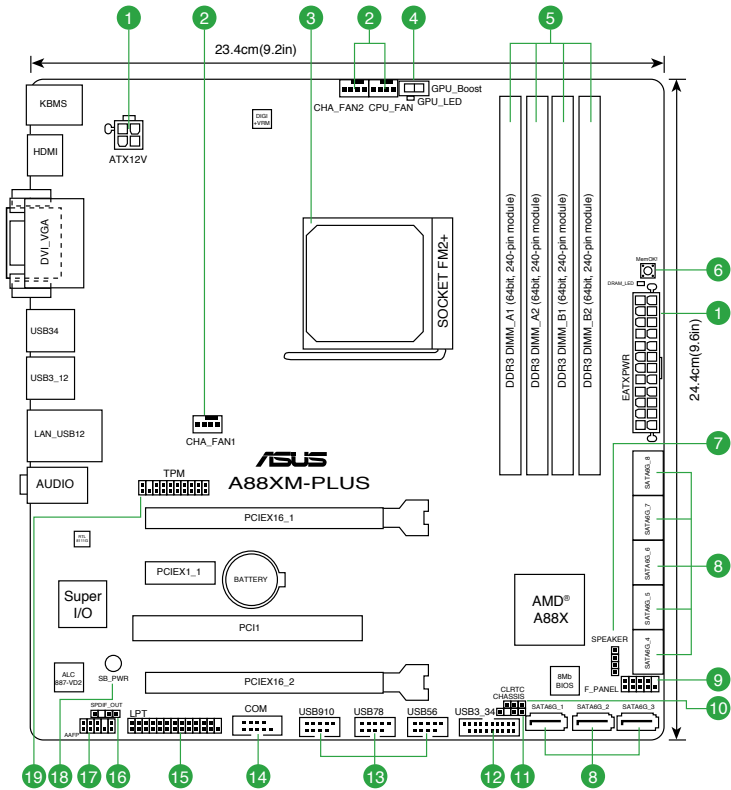 1
2
3
2
4
5
23.4cm(9.2in)
KBMS
HDMI
DVI_VGA
USB34
USB3_12
LAN_USB12
AUDIO
ATX12V
DIGI
+VRM
CHA_FAN2
CPU_FAN
GPU_Boost
GPU_LED
SOCKET FM2+
DDR3 DIMM_A1 (64bit, 240-pin module)
DDR3 DIMM_A2 (64bit, 240-pin module)
DDR3 DIMM_B1 (64bit, 240-pin module)
DDR3 DIMM_B2 (64bit, 240-pin module)
MemOK!
6
DRAM_LED
1
EATXPWR
24.4cm(9.6in)
2
CHA_FAN1
7
ASUS
A88XM-PLUS
TPM
PCIEX16_1
SATA6G_8
SATA6G_7
SATA6G_6
SATA6G_5
SATA6G_4
8
PCIEX1_1
BATTERY
Super
I/O
AMD®
A88X
PCI1
SPEAKER
ALC
887-VD2
SB_PWR
PCIEX16_2
8Mb
BIOS
F_PANEL
9
CLRTC
CHASSIS
10
SPDIF_OUT
AAFP
LPT
COM
USB910
USB78
USB56
USB3_34
SATA6G_1
SATA6G_2
SATA6G_3
19
18
17
16
15
14
13
12
11
8